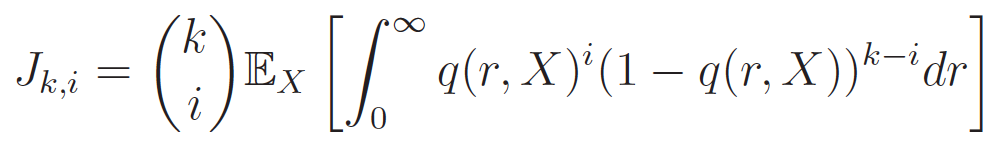 J_{k,i} = \binom{k}{i} \mathbb{E}_X \left[ \int_0^\infty q(r, X)^i (1 - q(r, X))^{k-i} dr \right]